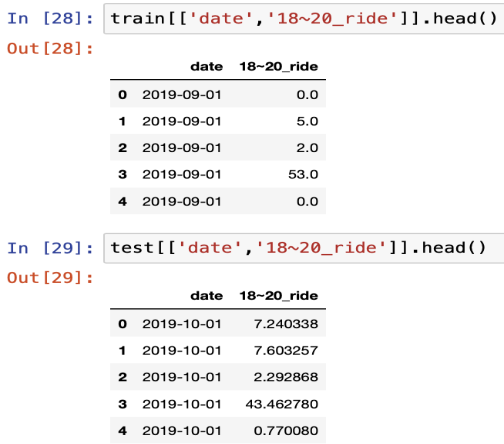 In [28]: train[['date','18~20_ride']].head()
Out[28]:
date 18~20_ride
0 2019-09-01 0.0
1 2019-09-01 5.0
2 2019-09-01 2.0
3 2019-09-01 53.0
4 2019-09-01 0.0
In [29]: test[['date','18~20_ride']].head()
Out[29]:
date 18~20_ride
0 2019-10-01 7.240338
1 2019-10-01 7.603257
2 2019-10-01 2.292868
3 2019-10-01 43.462780
4 2019-10-01 0.770080